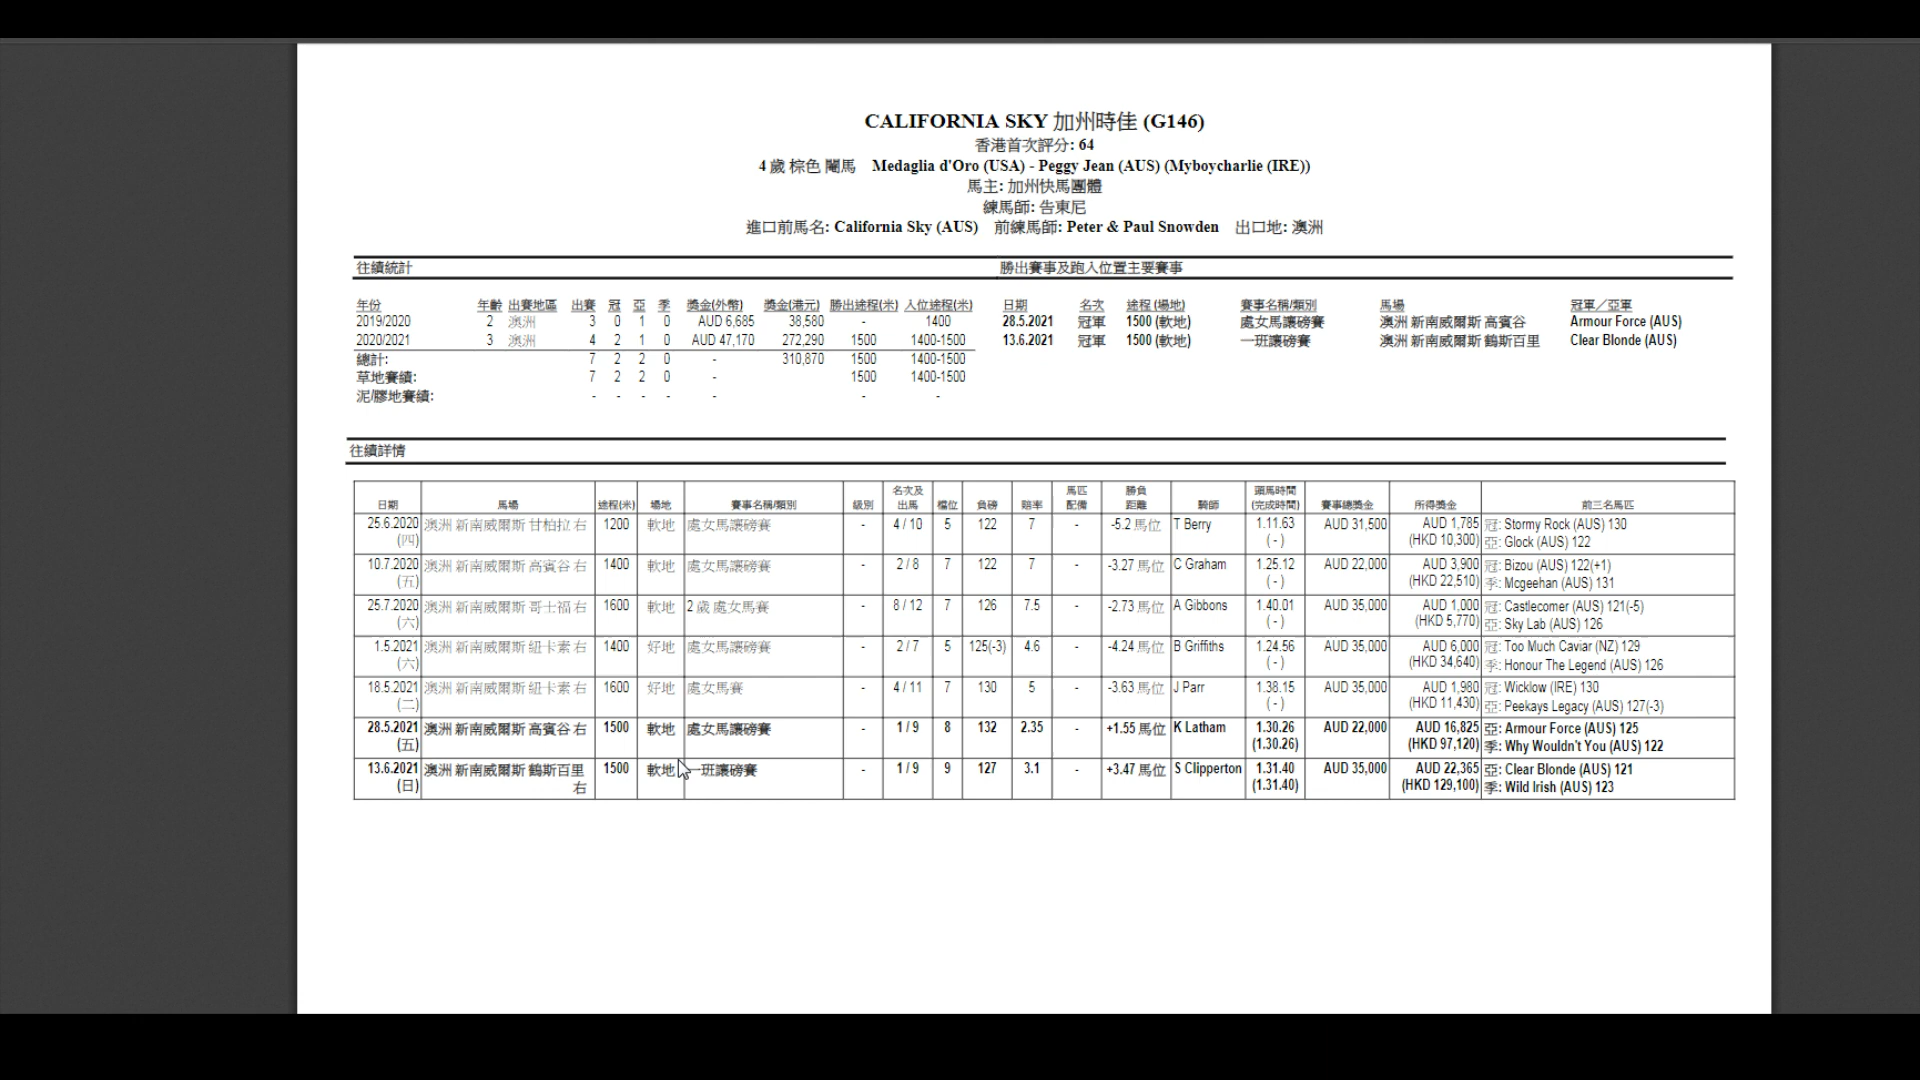 CALIFORNIA SKY 加州時佳 (G146)
香港首次評分: 64
4 歲 棕色 閹馬 Medaglia d'Oro (USA) - Peggy Jean (AUS) (Myboycharlie (IRE))
馬主: 加州快馬團體
練馬師: 告東尼
進口前馬名: California Sky (AUS) 前練馬師: Peter & Paul Snowden 出口地: 澳洲
往績統計 勝出賽事及跑入位置主要賽事
年份 年齡 出賽地區 出賽 冠 亞 季 獎金(外幣) 獎金(港元) 勝出途程(米) 入位途程(米) 日期 名次 途程 (場地) 賽事名稱/類別 馬場 冠軍／亞軍
2019/2020 2 澳洲 3 0 1 0 AUD 6,685 38,580 - 1400 28.5.2021 冠軍 1500 (軟地) 處女馬讓磅賽 澳洲 新南威爾斯 高賓谷 Armour Force (AUS)
2020/2021 3 澳洲 4 2 1 0 AUD 47,170 272,290 1500 1400-1500 13.6.2021 冠軍 1500 (軟地) 一班讓磅賽 澳洲 新南威爾斯 鶴斯百里 Clear Blonde (AUS)
總計: 7 2 2 0 - 310,870 1500 1400-1500
草地賽績: 7 2 2 0 - 1500 1400-1500
泥/膠地賽績: - - - - - - -
往績詳情
名次及 馬匹 勝負 頭馬時間
日期 馬場 途程(米) 場地 賽事名稱/類別 級別 出馬 檔位 負磅 賠率 配備 距離 騎師 (完成時間) 賽事總獎金 所得獎金 前三名馬匹
25.6.2020 澳洲 新南威爾斯 甘柏拉 右 1200 軟地 處女馬讓磅賽 - 4 / 10 5 122 7 - -5.2 馬位 T Berry 1.11.63 AUD 31,500 AUD 1,785 冠: Stormy Rock (AUS) 130
(四) ( - ) (HKD 10,300) 亞: Glock (AUS) 122
10.7.2020 澳洲 新南威爾斯 高賓谷 右 1400 軟地 處女馬讓磅賽 - 2 / 8 7 122 7 - -3.27 馬位 C Graham 1.25.12 AUD 22,000 AUD 3,900 冠: Bizou (AUS) 122(+1)
(五) ( - ) (HKD 22,510) 季: Mcgeehan (AUS) 131
25.7.2020 澳洲 新南威爾斯 哥士福 右 1600 軟地 2 歲 處女馬賽 - 8 / 12 7 126 7.5 - -2.73 馬位 A Gibbons 1.40.01 AUD 35,000 AUD 1,000 冠: Castlecomer (AUS) 121(-5)
(六) ( - ) (HKD 5,770) 亞: Sky Lab (AUS) 126
1.5.2021 澳洲 新南威爾斯 紐卡素 右 1400 好地 處女馬讓磅賽 - 2 / 7 5 125(-3) 4.6 - -4.24 馬位 B Griffiths 1.24.56 AUD 35,000 AUD 6,000 冠: Too Much Caviar (NZ) 129
(六) ( - ) (HKD 34,640) 季: Honour The Legend (AUS) 126
18.5.2021 澳洲 新南威爾斯 紐卡素 右 1600 好地 處女馬賽 - 4 / 11 7 130 5 - -3.63 馬位 J Parr 1.38.15 AUD 35,000 AUD 1,980 冠: Wicklow (IRE) 130
(二) ( - ) (HKD 11,430) 亞: Peekays Legacy (AUS) 127(-3)
28.5.2021 澳洲 新南威爾斯 高賓谷 右 1500 軟地 處女馬讓磅賽 - 1 / 9 8 132 2.35 - +1.55 馬位 K Latham 1.30.26 AUD 22,000 AUD 16,825 亞: Armour Force (AUS) 125
(五) (1.30.26) (HKD 97,120) 季: Why Wouldn't You (AUS) 122
13.6.2021 澳洲 新南威爾斯 鶴斯百里 1500 軟地 一班讓磅賽 - 1 / 9 9 127 3.1 - +3.47 馬位 S Clipperton 1.31.40 AUD 35,000 AUD 22,365 亞: Clear Blonde (AUS) 121
(日) 右 (1.31.40) (HKD 129,100) 季: Wild Irish (AUS) 123